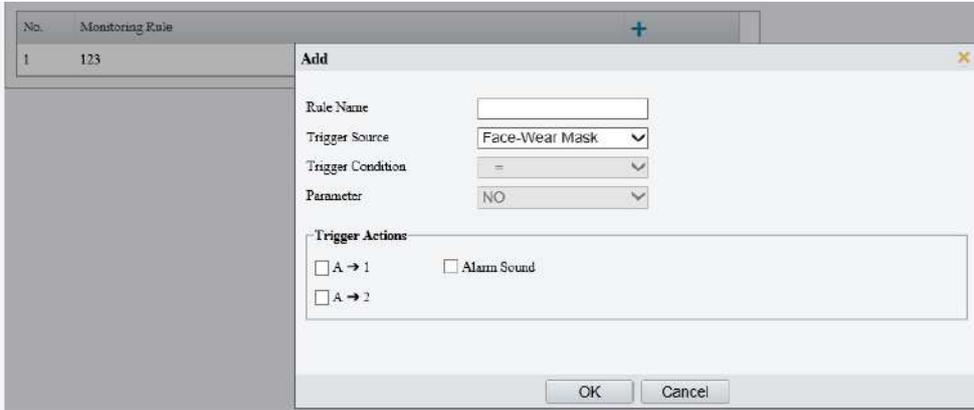 No. Monitoring Rule +
1 123
Add
Rule Name
Trigger Source Face-Wear Mask
Trigger Condition =
Parameter NO
Trigger Actions
A ➔ 1 Alarm Sound
A ➔ 2
OK Cancel